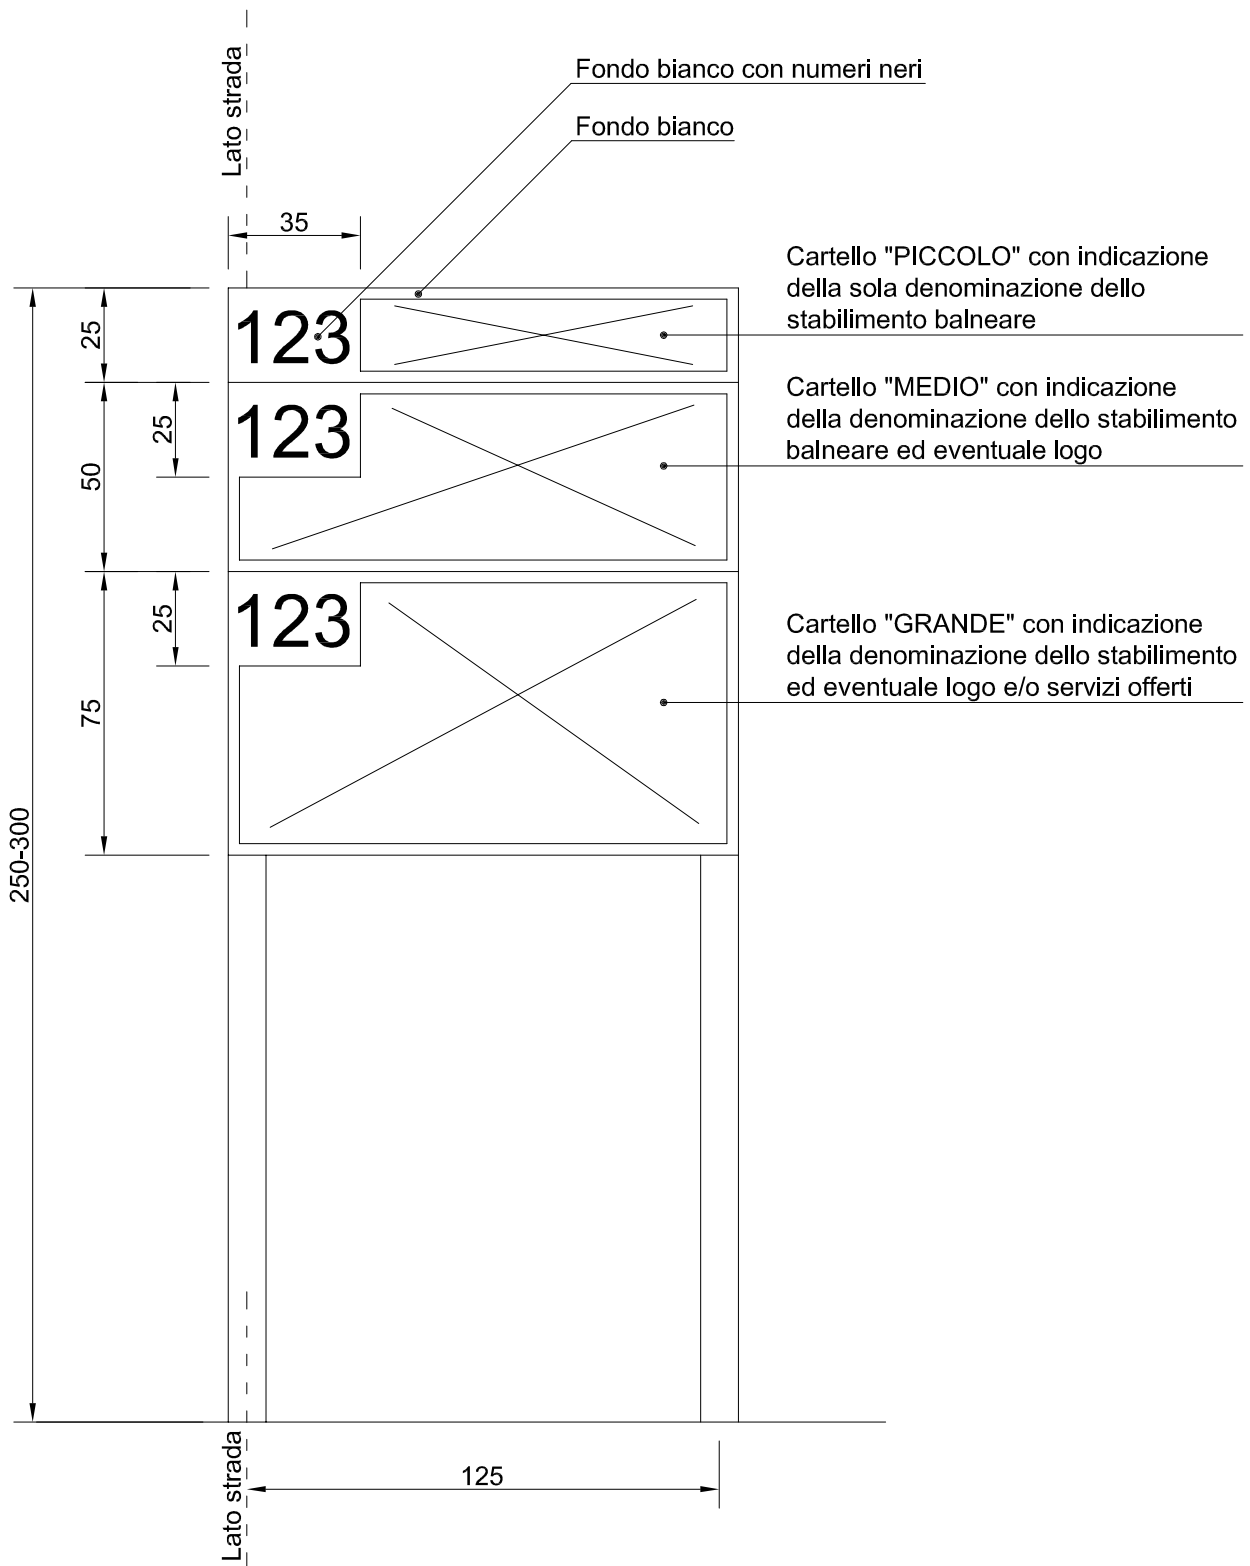 Lato strada
Fondo bianco con numeri neri
Fondo bianco
35
Cartello "PICCOLO" con indicazione
della sola denominazione dello
stabilimento balneare
25
123
Cartello "MEDIO" con indicazione
della denominazione dello stabilimento
balneare ed eventuale logo
50
25
123
Cartello "GRANDE" con indicazione
della denominazione dello stabilimento
ed eventuale logo e/o servizi offerti
75
25
123
250-300
Lato strada
125